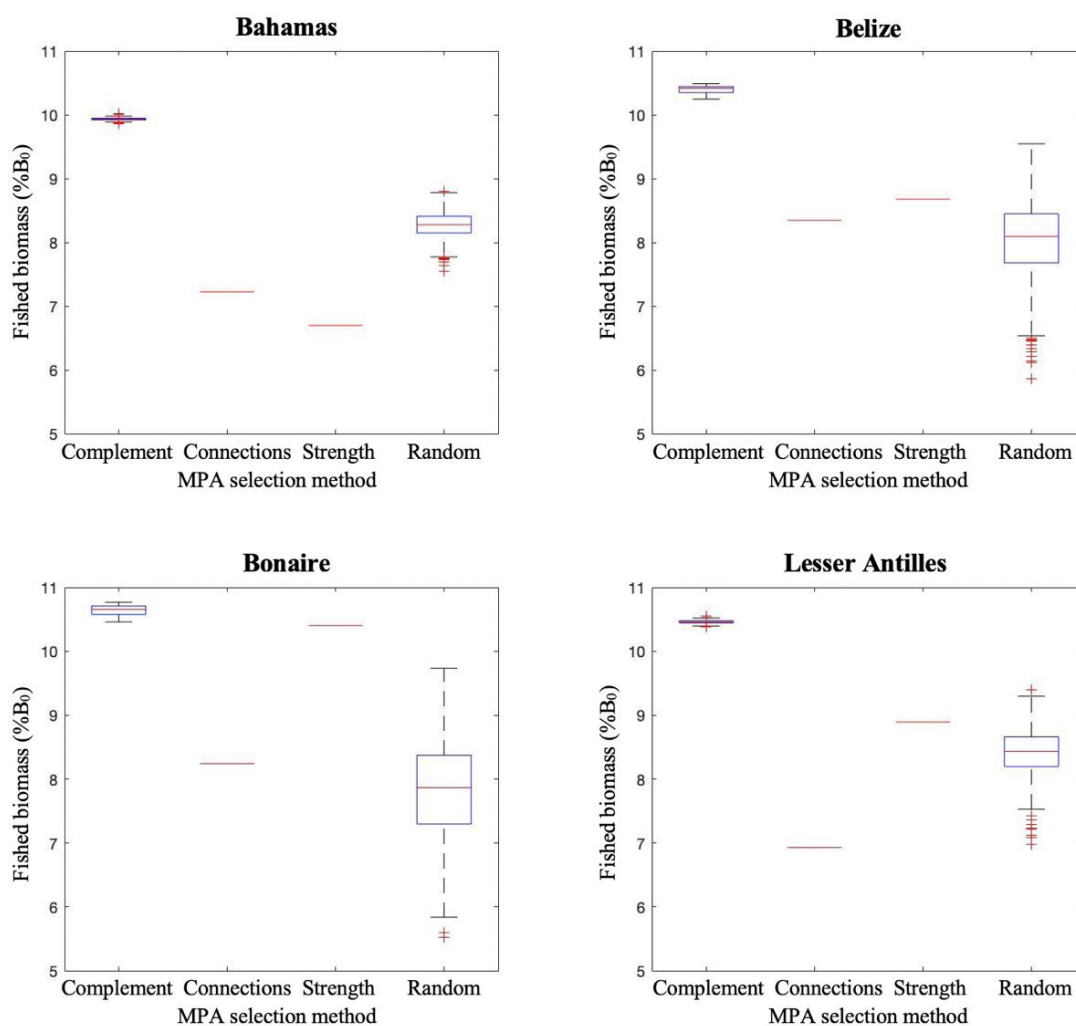 Bahamas
11
10
9
8
7
6
5
Fished biomass (%B₀)
Complement Connections Strength Random
MPA selection method
Belize
11
10
9
8
7
6
5
Fished biomass (%B₀)
Complement Connections Strength Random
MPA selection method
Bonaire
11
10
9
8
7
6
5
Fished biomass (%B₀)
Complement Connections Strength Random
MPA selection method
Lesser Antilles
11
10
9
8
7
6
5
Fished biomass (%B₀)
Complement Connections Strength Random
MPA selection method